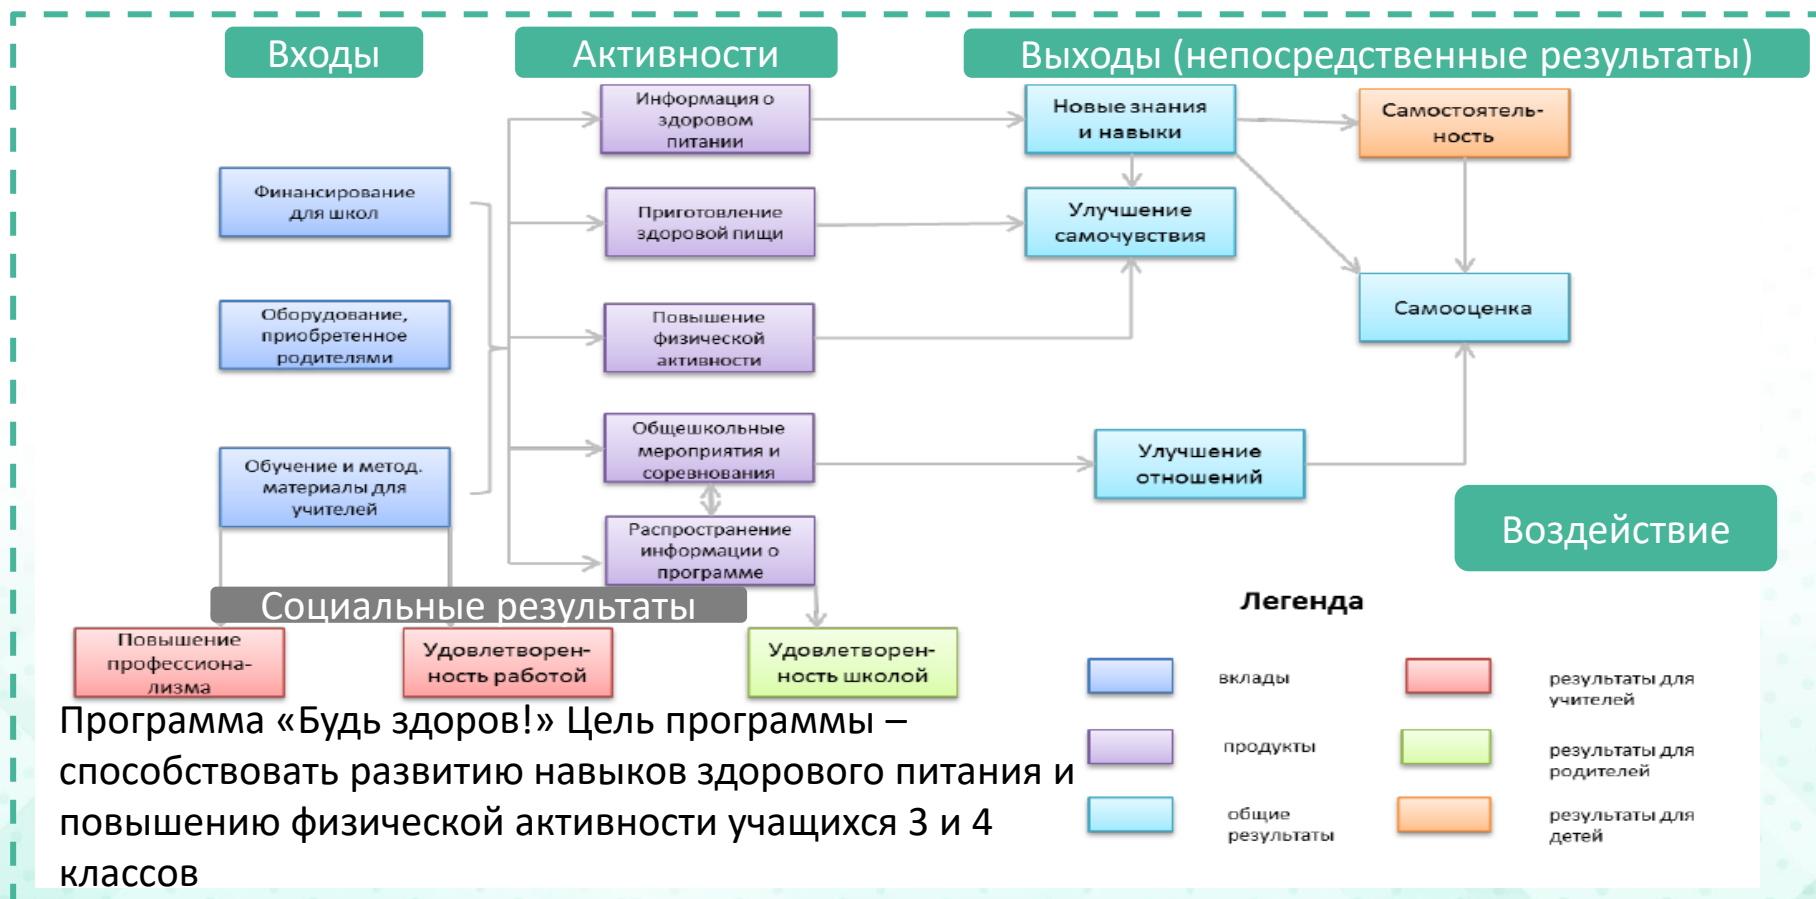 Входы
Активности
Выходы (непосредственные результаты)
Финансирование
для школ
Оборудование,
приобретенное
родителями
Обучение и метод.
материалы для
учителей
Информация о
здоровом
питании
Приготовление
здоровой пищи
Повышение
физической
активности
Общешкольные
мероприятия и
соревнования
Распространение
информации о
программе
Новые знания
и навыки
Улучшение
самочувствия
Самостоятель-
ность
Самооценка
Улучшение
отношений
Воздействие
Социальные результаты
Повышение
профессиона-
лизма
Удовлетворен-
ность работой
Удовлетворен-
ность школой
Легенда
вклады
продукты
общие
результаты
результаты для
учителей
результаты для
родителей
результаты для
детей
Программа «Будь здоров!» Цель программы –
способствовать развитию навыков здорового питания и
повышению физической активности учащихся 3 и 4
классов